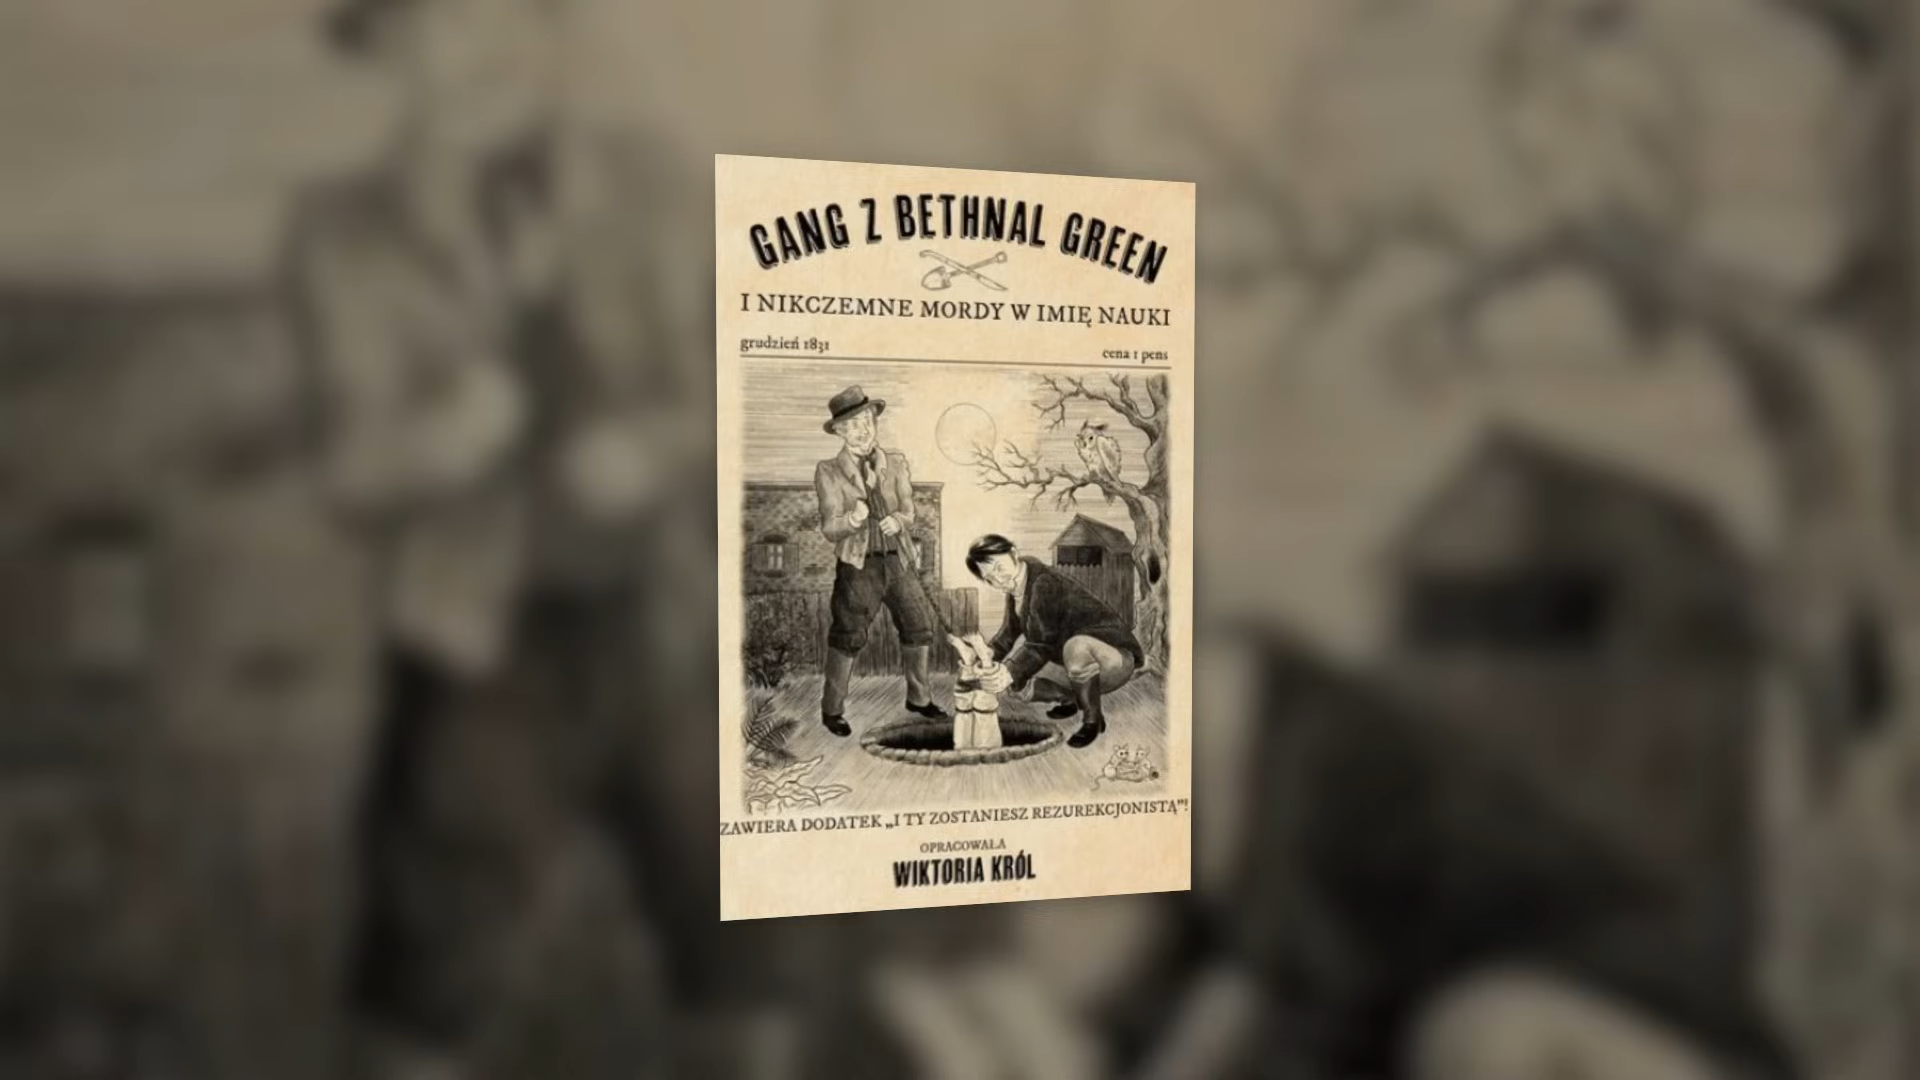 GANG Z BETHNAL GREEN
I NIKCZEMNE MORDY W IMIĘ NAUKI
grudzień 1831
cena 1 pens
ZAWIERA DODATEK „I TY ZOSTANIESZ REZUREKCJONISTĄ”!
OPRACOWAŁA
WIKTORIA KRÓL